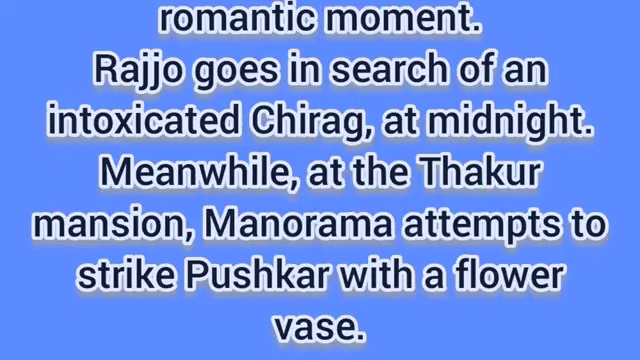 romantic moment.
Rajjo goes in search of an
intoxicated Chirag, at midnight.
Meanwhile, at the Thakur
mansion, Manorama attempts to
strike Pushkar with a flower
vase.